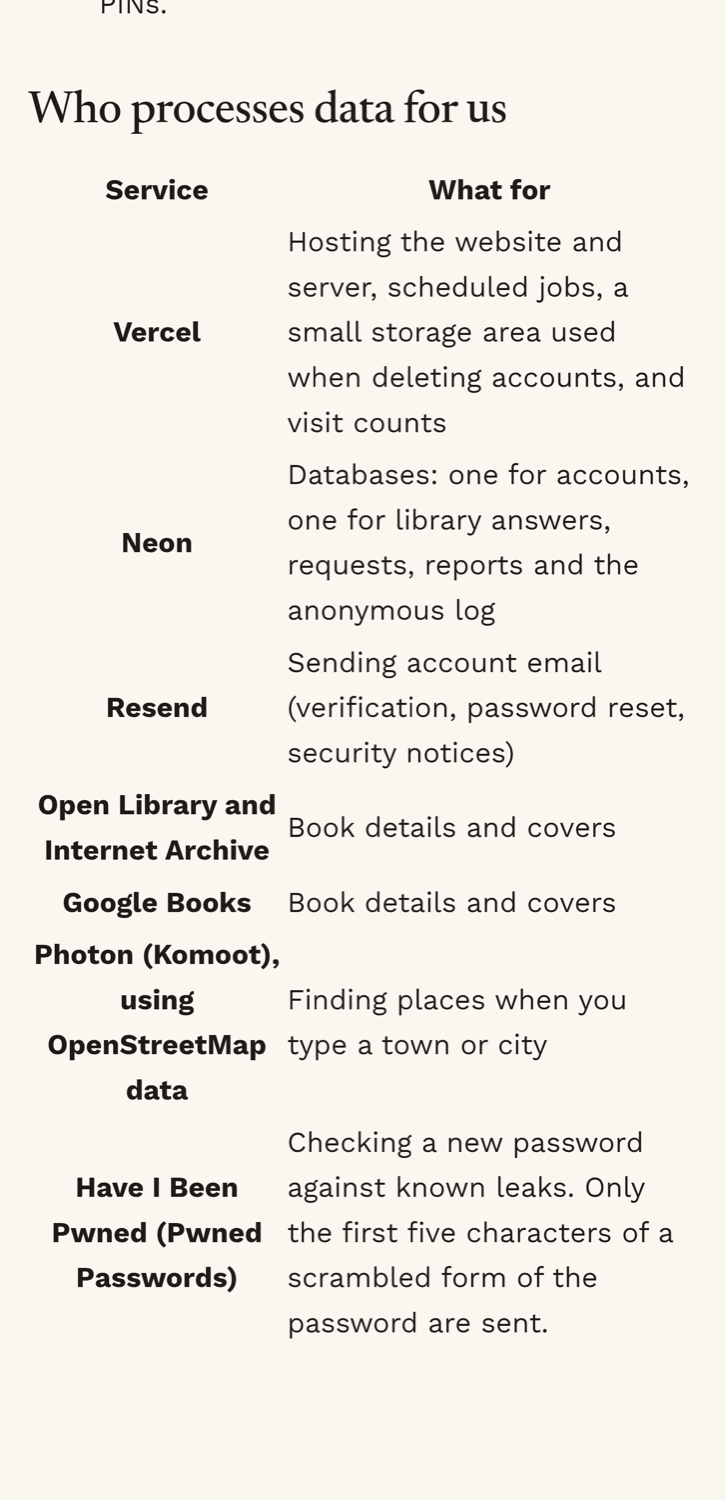 PINs.
Who processes data for us
Service What for
Vercel
Hosting the website and
server, scheduled jobs, a
small storage area used
when deleting accounts, and
visit counts
Neon
Databases: one for accounts,
one for library answers,
requests, reports and the
anonymous log
Resend
Sending account email
(verification, password reset,
security notices)
Open Library and
Internet Archive
Book details and covers
Google Books Book details and covers
Photon (Komoot),
using
OpenStreetMap
data
Finding places when you
type a town or city
Have I Been
Pwned (Pwned
Passwords)
Checking a new password
against known leaks. Only
the first five characters of a
scrambled form of the
password are sent.